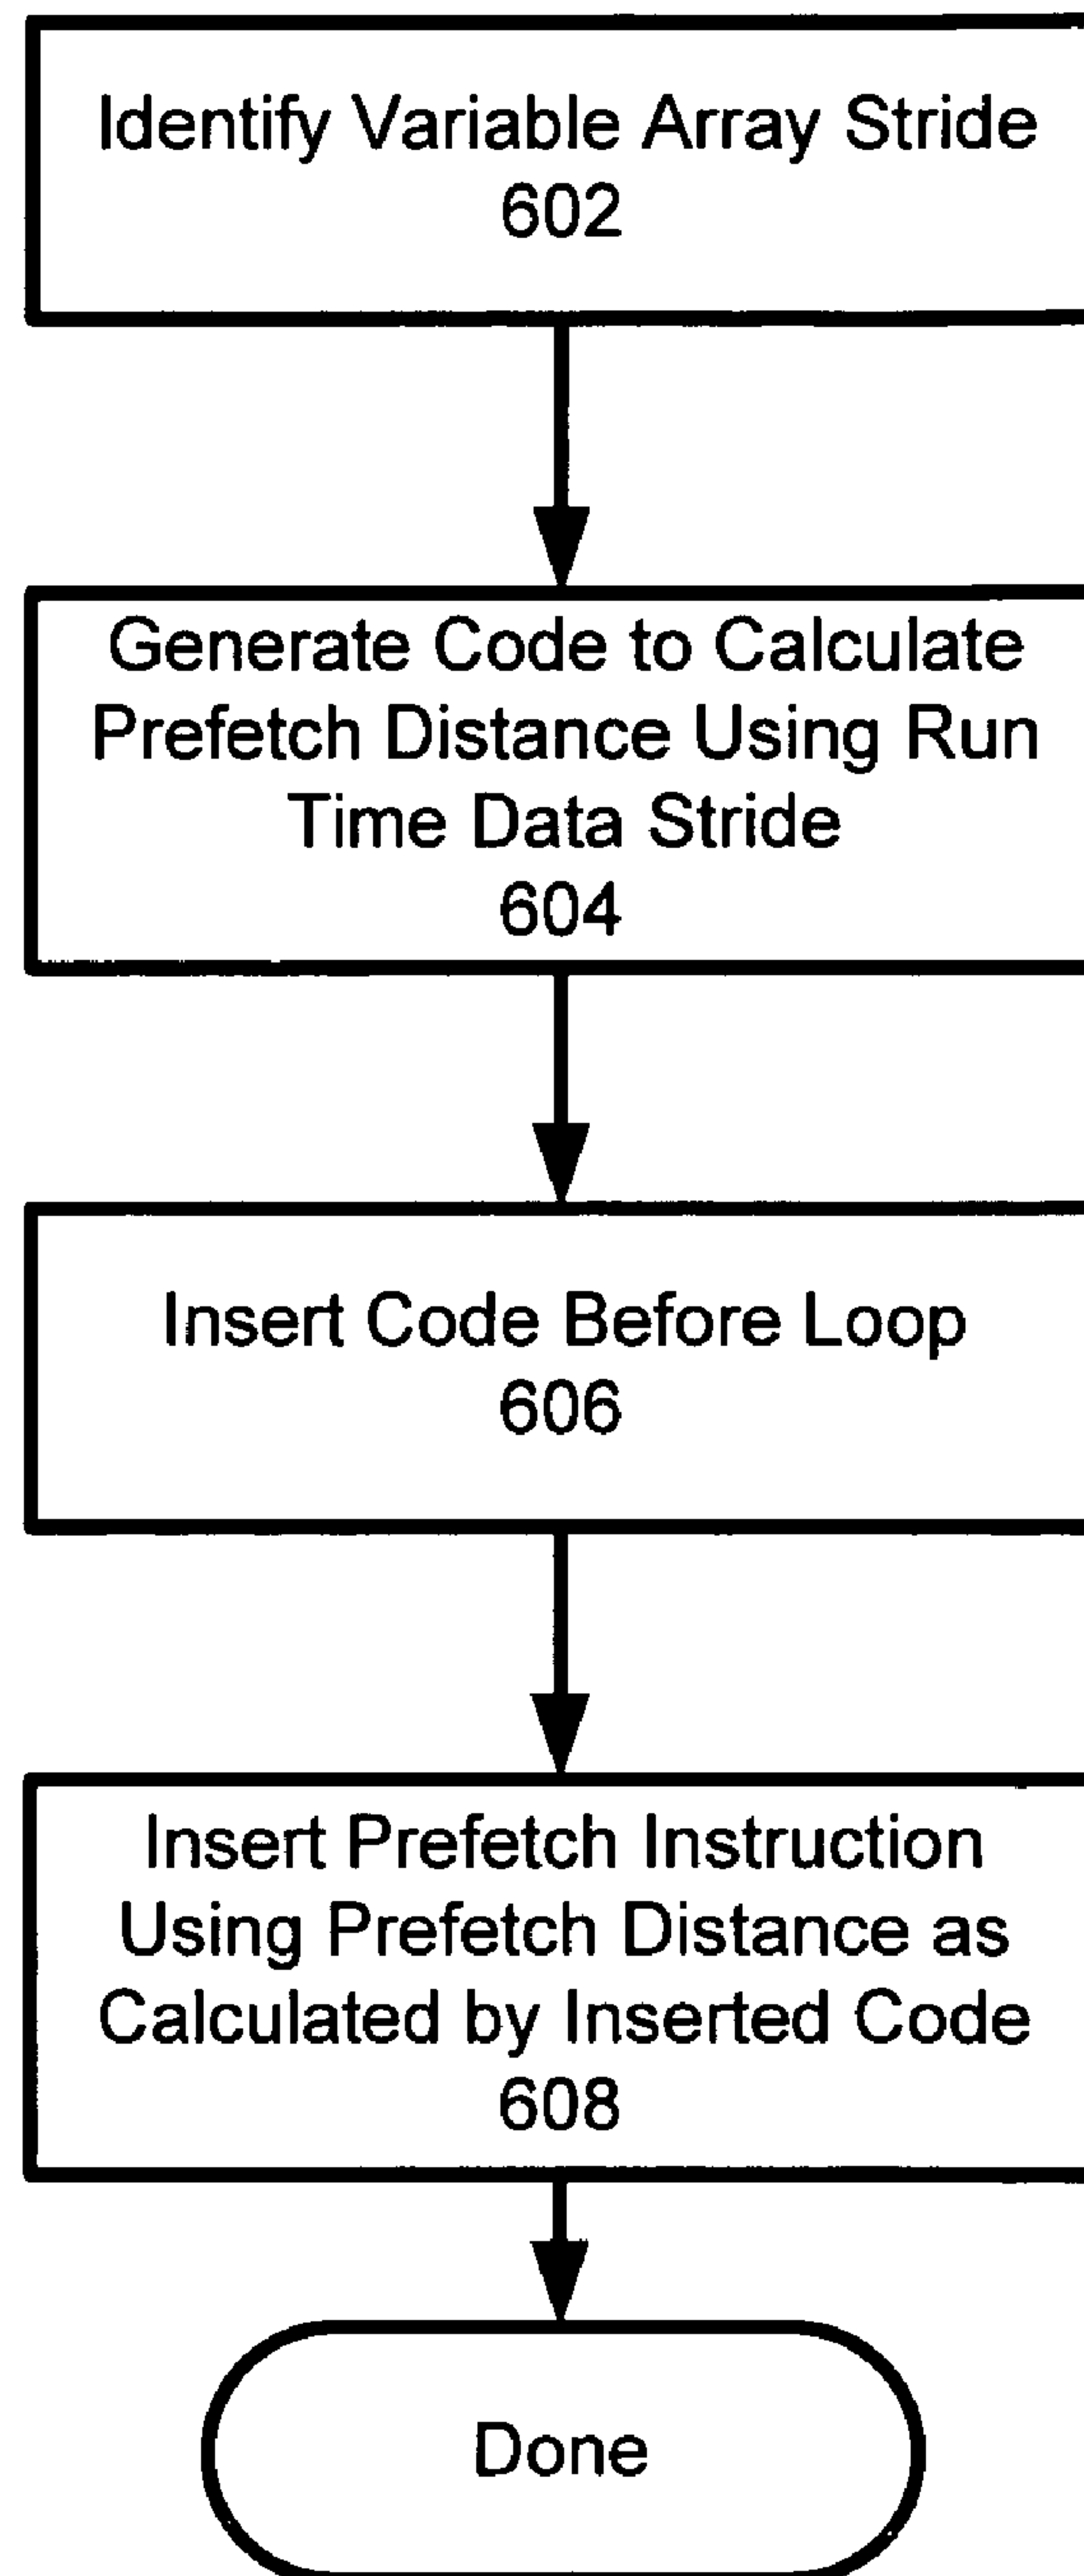 Identify Variable Array Stride
602
Generate Code to Calculate
Prefetch Distance Using Run
Time Data Stride
604
Insert Code Before Loop
606
Insert Prefetch Instruction
Using Prefetch Distance as
Calculated by Inserted Code
608
Done